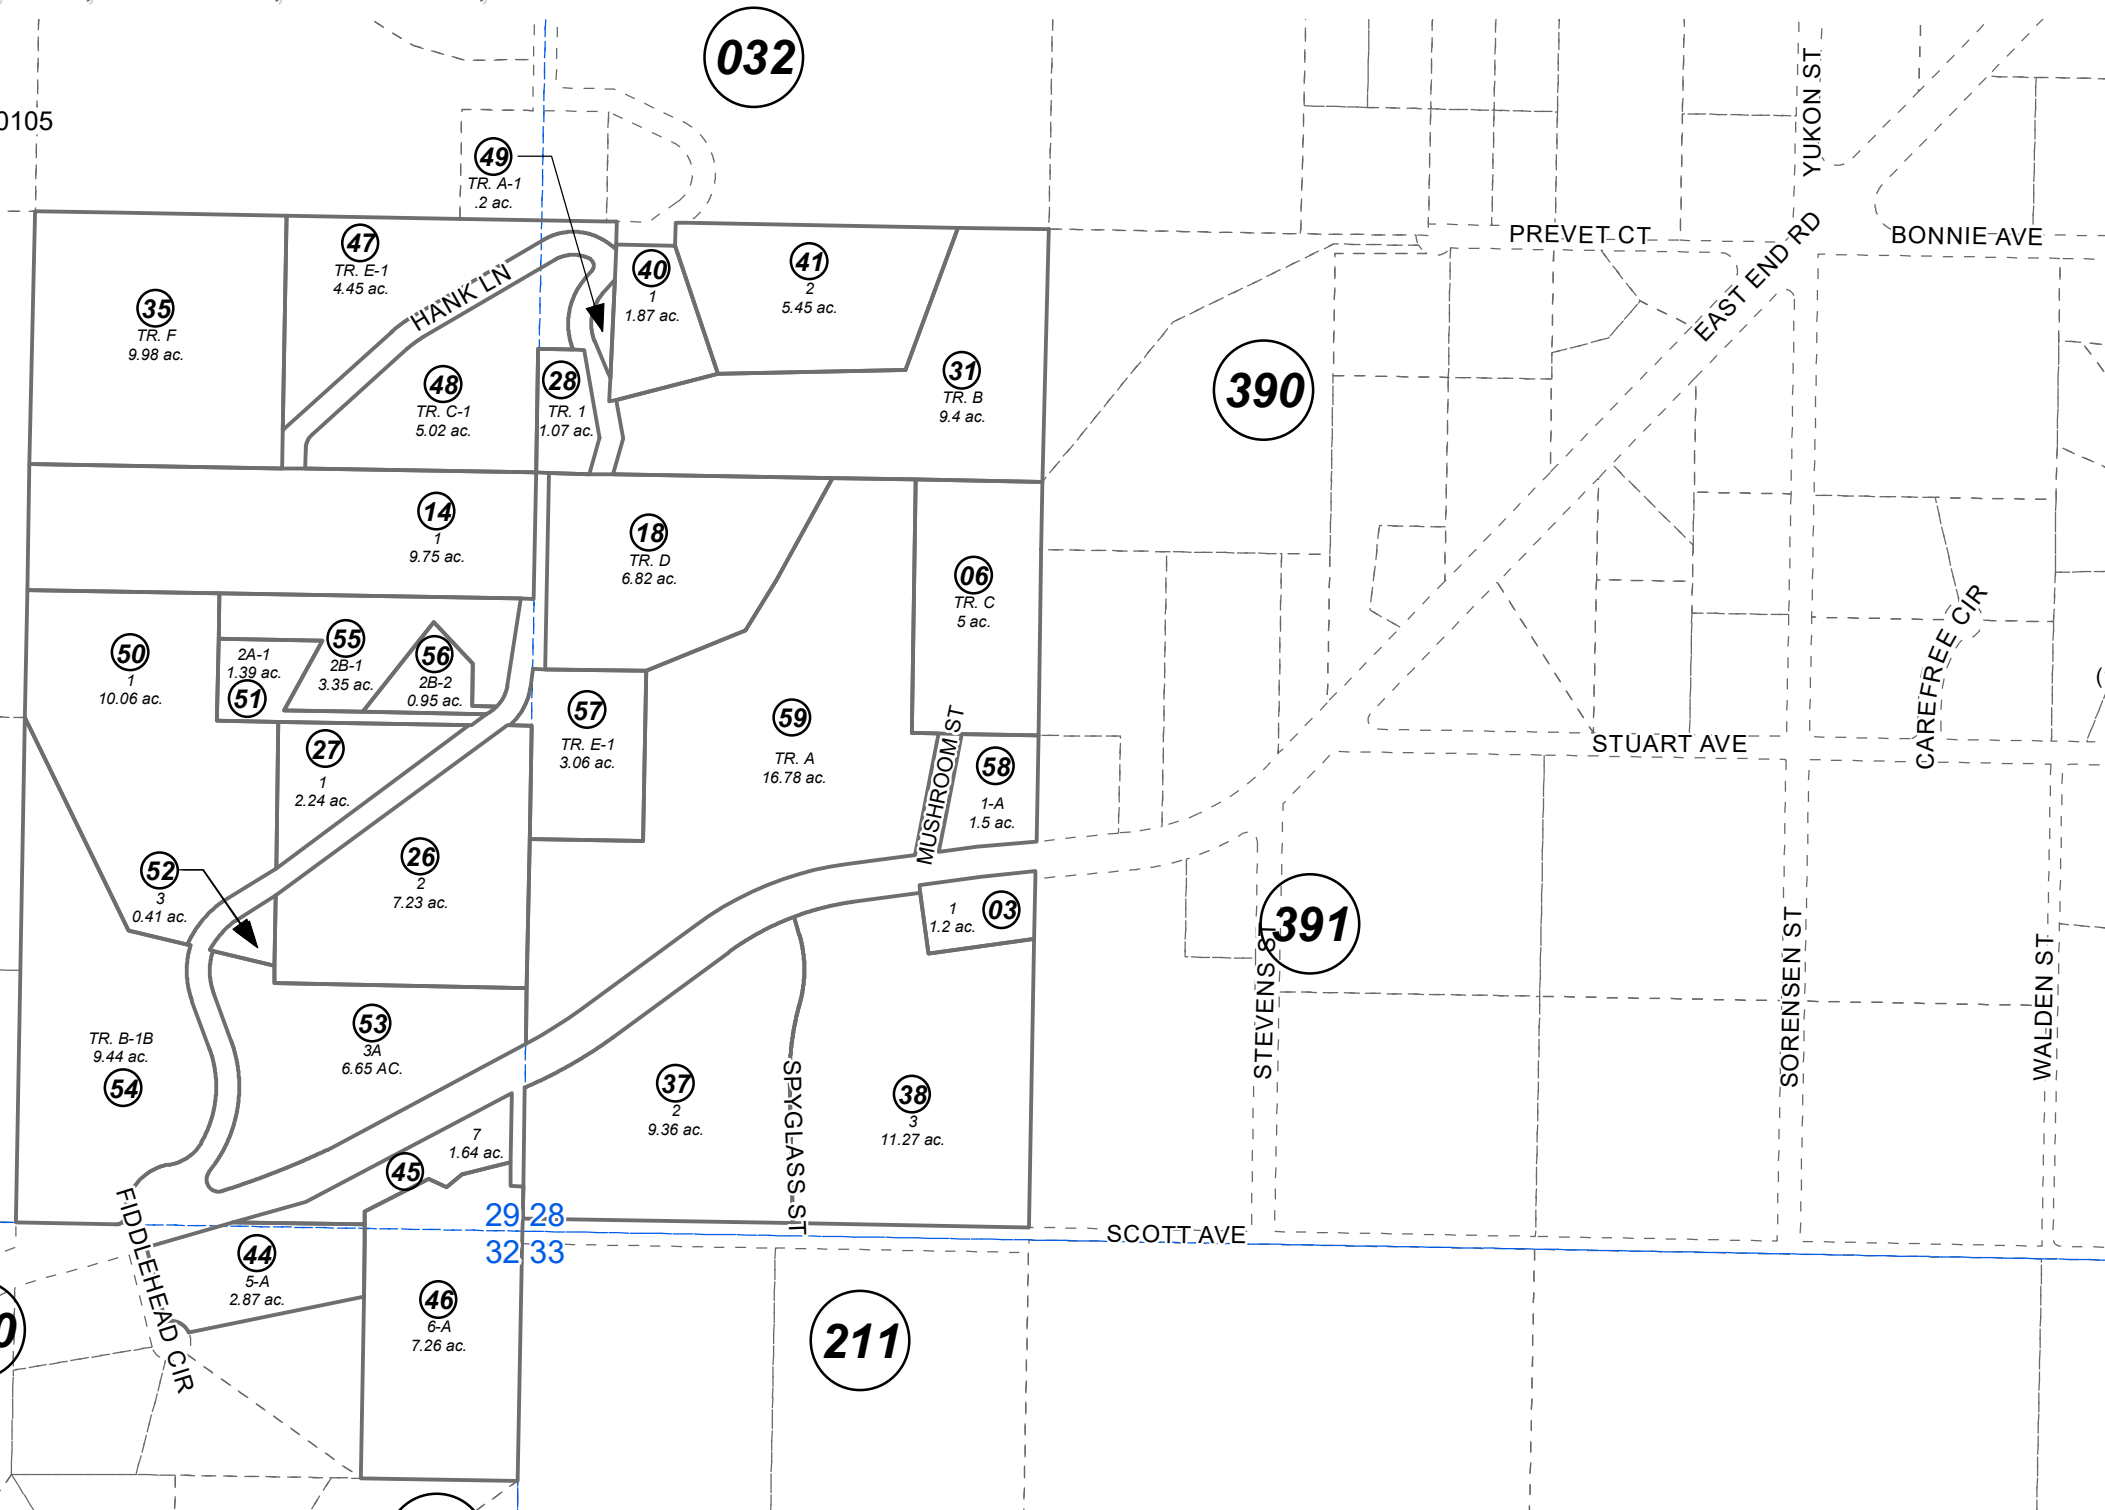 032
0105
49
TR. A-1
.2 ac.
YUKON ST
47
TR. E-1
4.45 ac.
HANK LN
40
1
1.87 ac.
41
2
5.45 ac.
PREVET CT
EAST END RD
BONNIE AVE
35
TR. F
9.98 ac.
48
TR. C-1
5.02 ac.
28
TR. 1
1.07 ac.
31
TR. B
9.4 ac.
390
14
1
9.75 ac.
18
TR. D
6.82 ac.
06
TR. C
5 ac.
CAREFREE CIR
50
1
10.06 ac.
2A-1
1.39 ac.
51
55
2B-1
3.35 ac.
56
2B-2
0.95 ac.
57
TR. E-1
3.06 ac.
59
TR. A
16.78 ac.
MUSHROOM ST
58
1-A
1.5 ac.
STUART AVE
27
1
2.24 ac.
52
3
0.41 ac.
26
2
7.23 ac.
1
1.2 ac.
03
391
STEVENS ST
SORENSEN ST
WALDEN ST
TR. B-1B
9.44 ac.
54
53
3A
6.65 AC.
37
2
9.36 ac.
SPYGLASS ST
38
3
11.27 ac.
7
1.64 ac.
45
FIDDLEHEAD CIR
29 28
32 33
SCOTT AVE
44
5-A
2.87 ac.
46
6-A
7.26 ac.
211